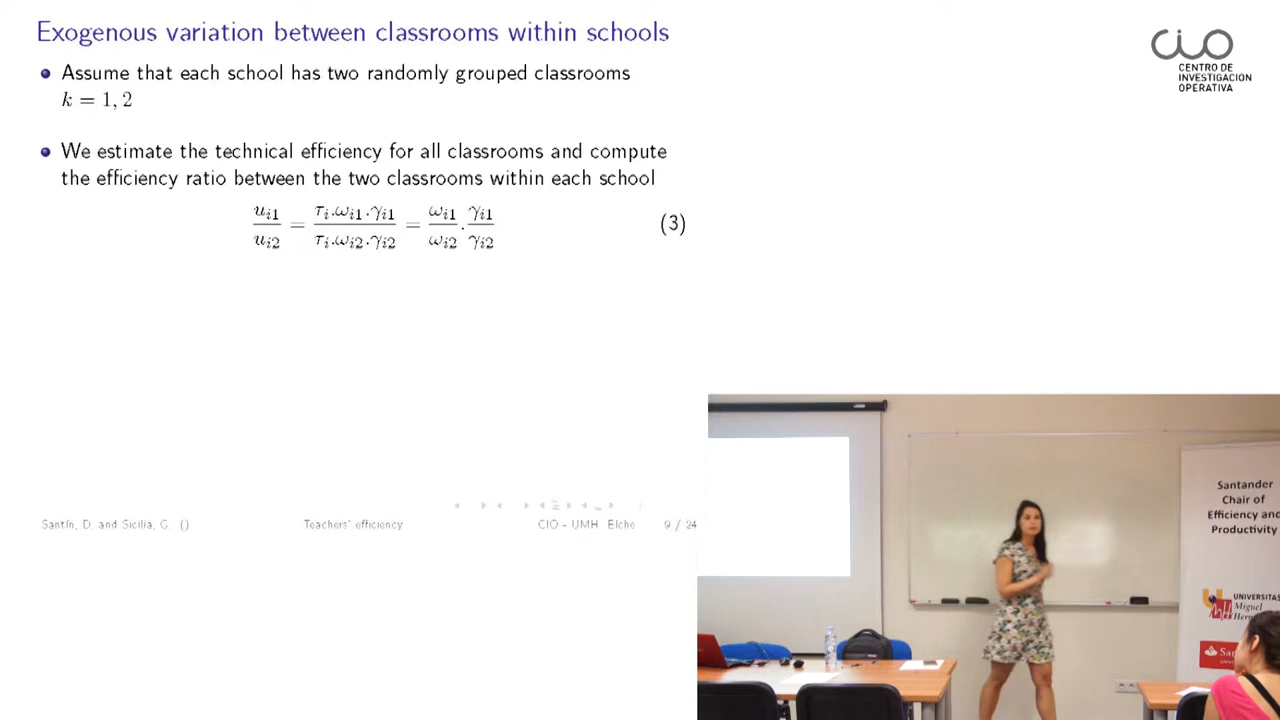 Exogenous variation between classrooms within schools
CIO
CENTRO DE
INVESTIGACION
OPERATIVA
• Assume that each school has two randomly grouped classrooms
k = 1, 2
• We estimate the technical efficiency for all classrooms and compute
the efficiency ratio between the two classrooms within each school
u_{i1}/u_{i2} = τ_i.ω_{i1}.γ_{i1}/τ_i.ω_{i2}.γ_{i2} = ω_{i1}/ω_{i2} . γ_{i1}/γ_{i2} (3)
Santín, D. and Sicilia, G. ()
Teachers' efficiency
CIO - UMH Elche
9 / 24
Santander
Chair of
Efficiency and
Productivity
UNIVERSITAS
Miguel